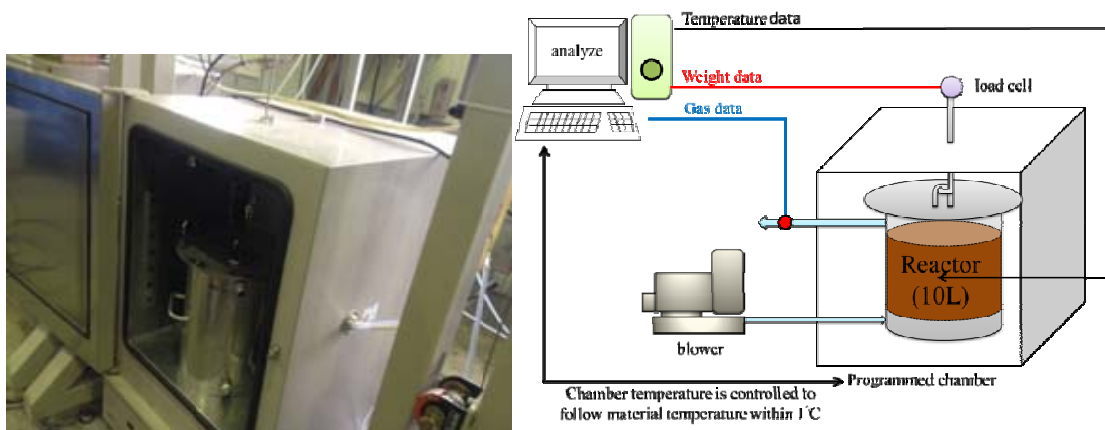 Temperature data
analyze
Weight data
load cell
Gas data
Reactor
(10L)
blower
Programmed chamber
Chamber temperature is controlled to
follow material temperature within 1°C